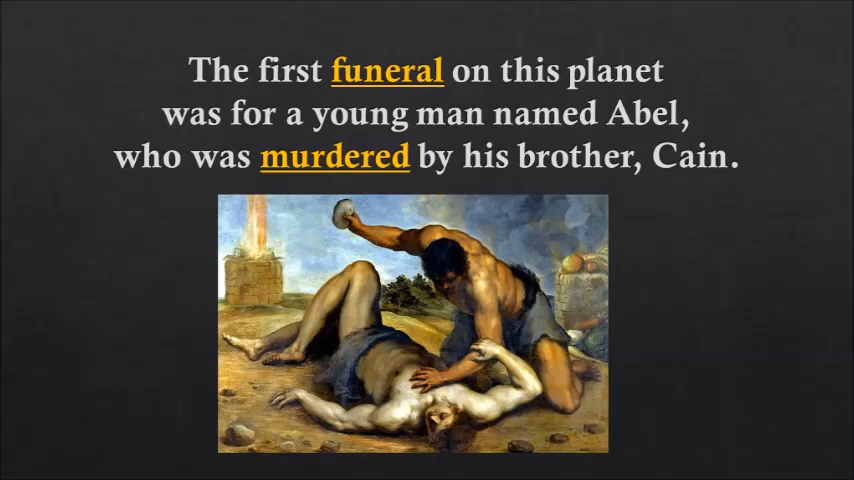 The first funeral on this planet
was for a young man named Abel,
who was murdered by his brother, Cain.